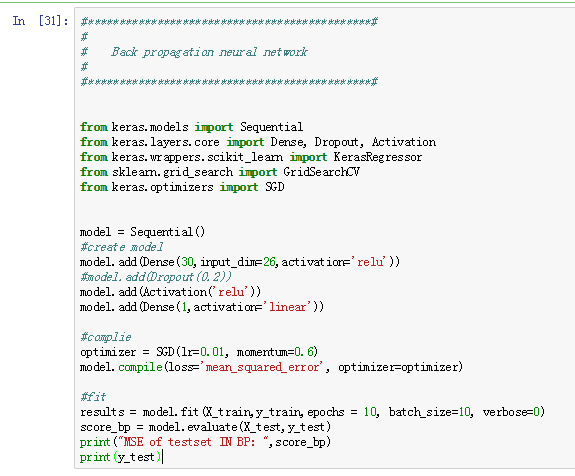 In [31]: #*********************************************#
#
#    Back propagation neural network
#
#*********************************************#
from keras.models import Sequential
from keras.layers.core import Dense, Dropout, Activation
from keras.wrappers.scikit_learn import KerasRegressor
from sklearn.grid_search import GridSearchCV
from keras.optimizers import SGD
model = Sequential()
#create model
model.add(Dense(30,input_dim=26,activation='relu'))
#model.add(Dropout(0.2))
model.add(Activation('relu'))
model.add(Dense(1,activation='linear'))
#complie
optimizer = SGD(lr=0.01, momentum=0.6)
model.compile(loss='mean_squared_error', optimizer=optimizer)
#fit
results = model.fit(X_train,y_train,epochs = 10, batch_size=10, verbose=0)
score_bp = model.evaluate(X_test,y_test)
print("MSE of testset IN BP: ",score_bp)
print(y_test)